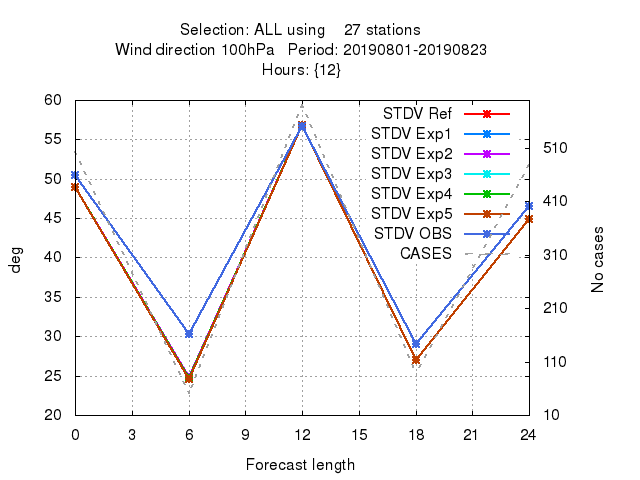 Selection: ALL using    27 stations
Wind direction 100hPa   Period: 20190801-20190823
Hours: {12}
60
55
50
45
40
35
30
25
20
deg
STDV Ref
STDV Exp1
STDV Exp2
STDV Exp3
STDV Exp4
STDV Exp5
STDV OBS
CASES
510
410
310
210
110
10
No cases
0 3 6 9 12 15 18 21 24
Forecast length